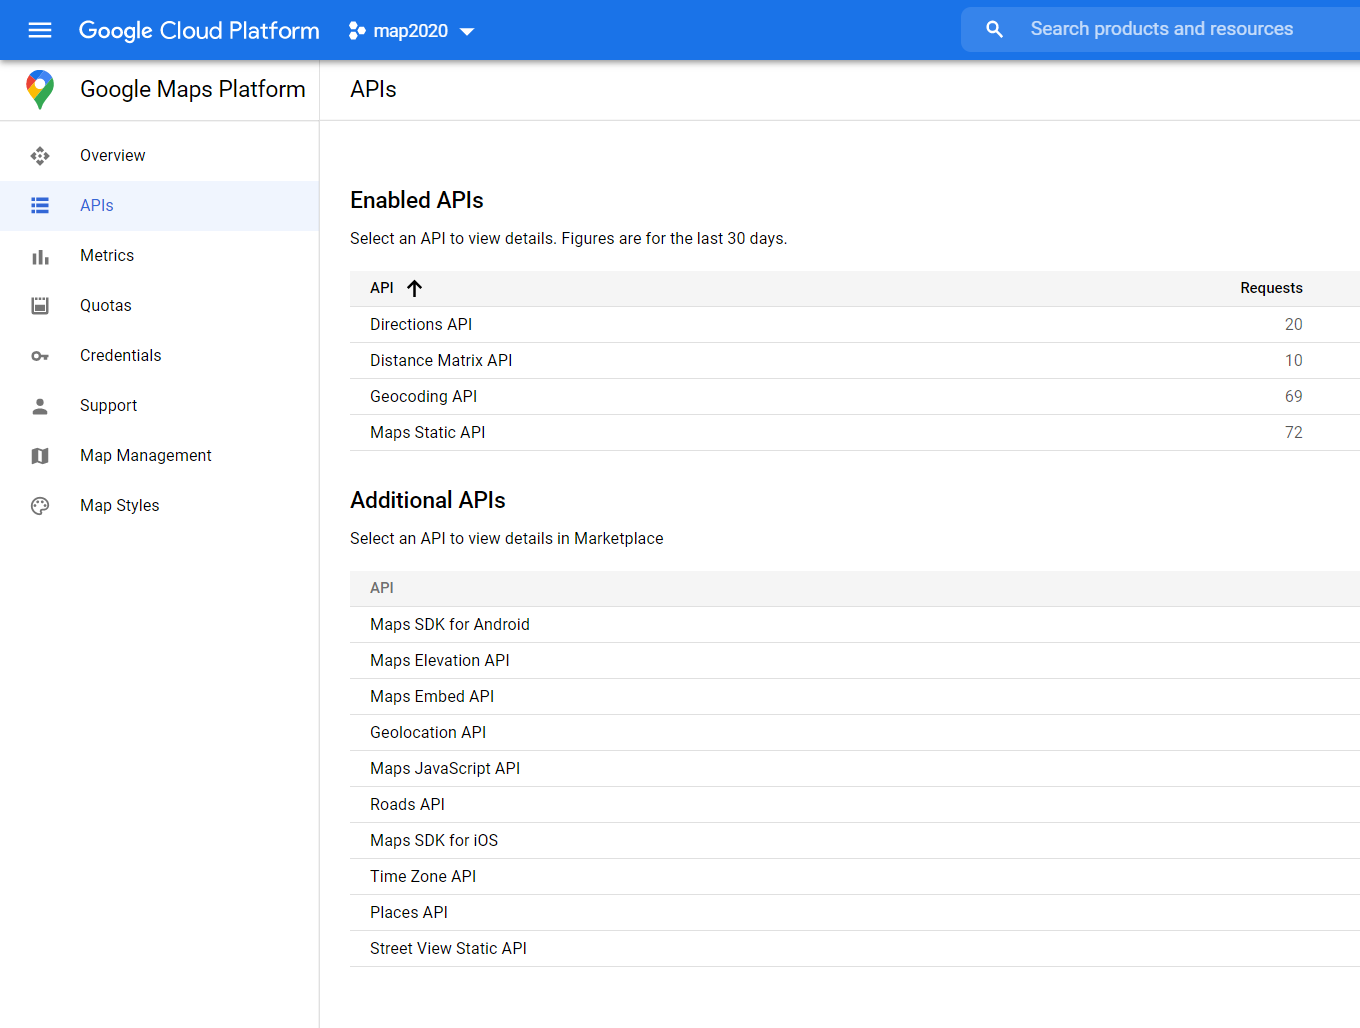 Google Cloud Platform
map2020
Search products and resources
Google Maps Platform
APIs
Overview
APIs
Metrics
Quotas
Credentials
Support
Map Management
Map Styles
Enabled APIs
Select an API to view details. Figures are for the last 30 days.
API Requests
Directions API 20
Distance Matrix API 10
Geocoding API 69
Maps Static API 72
Additional APIs
Select an API to view details in Marketplace
API
Maps SDK for Android
Maps Elevation API
Maps Embed API
Geolocation API
Maps JavaScript API
Roads API
Maps SDK for iOS
Time Zone API
Places API
Street View Static API